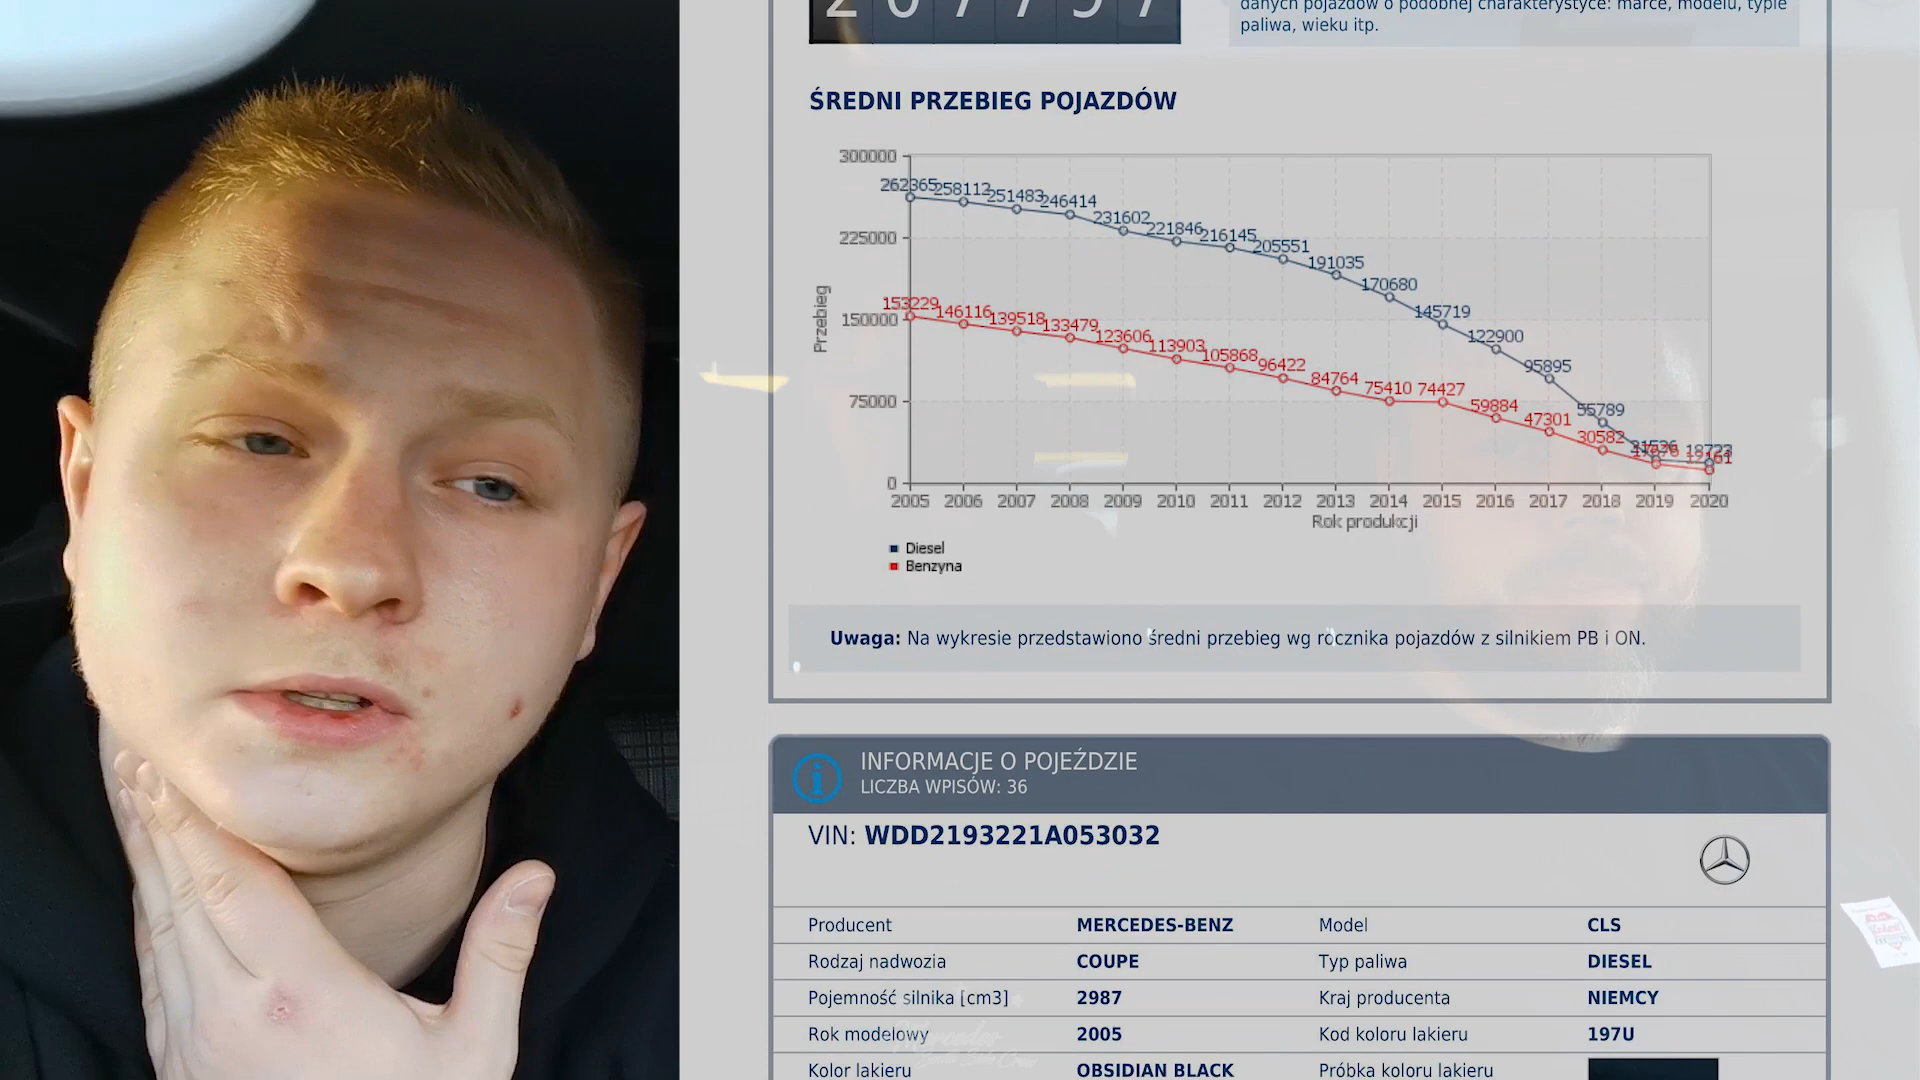 danych pojazdów o podobnej charakterystyce: marce, modelu, typie
paliwa, wieku itp.
ŚREDNI PRZEBIEG POJAZDÓW
300000
225000
150000
75000
0
Przebieg
262365 258112 251483 246414 231602 221846 216145 205551 191035 170680 145719 122900 95895 55789 21526 18723
153229 146116 139518 133479 123606 113903 105868 96422 84764 75410 74427 59884 47301 30582
2005 2006 2007 2008 2009 2010 2011 2012 2013 2014 2015 2016 2017 2018 2019 2020
Rok produkcji
Diesel
Benzyna
Uwaga: Na wykresie przedstawiono średni przebieg wg rocznika pojazdów z silnikiem PB i ON.
INFORMACJE O POJEŹDZIE
LICZBA WPISÓW: 36
VIN: WDD2193221A053032
Producent MERCEDES-BENZ Model CLS
Rodzaj nadwozia COUPE Typ paliwa DIESEL
Pojemność silnika [cm3] 2987 Kraj producenta NIEMCY
Rok modelowy 2005 Kod koloru lakieru 197U
Kolor lakieru OBSIDIAN BLACK Próbka koloru lakieru